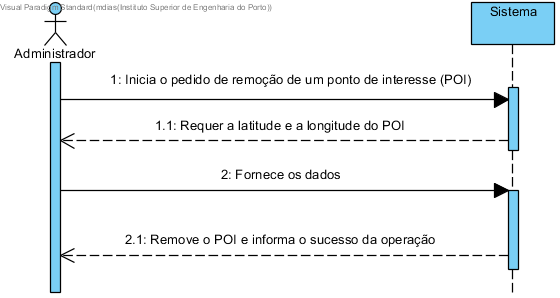 Visual Paradigm Standard(mdias(Instituto Superior de Engenharia do Porto))
Sistema
Administrador
1: Inicia o pedido de remoção de um ponto de interesse (POI)
1.1: Requer a latitude e a longitude do POI
2: Fornece os dados
2.1: Remove o POI e informa o sucesso da operação